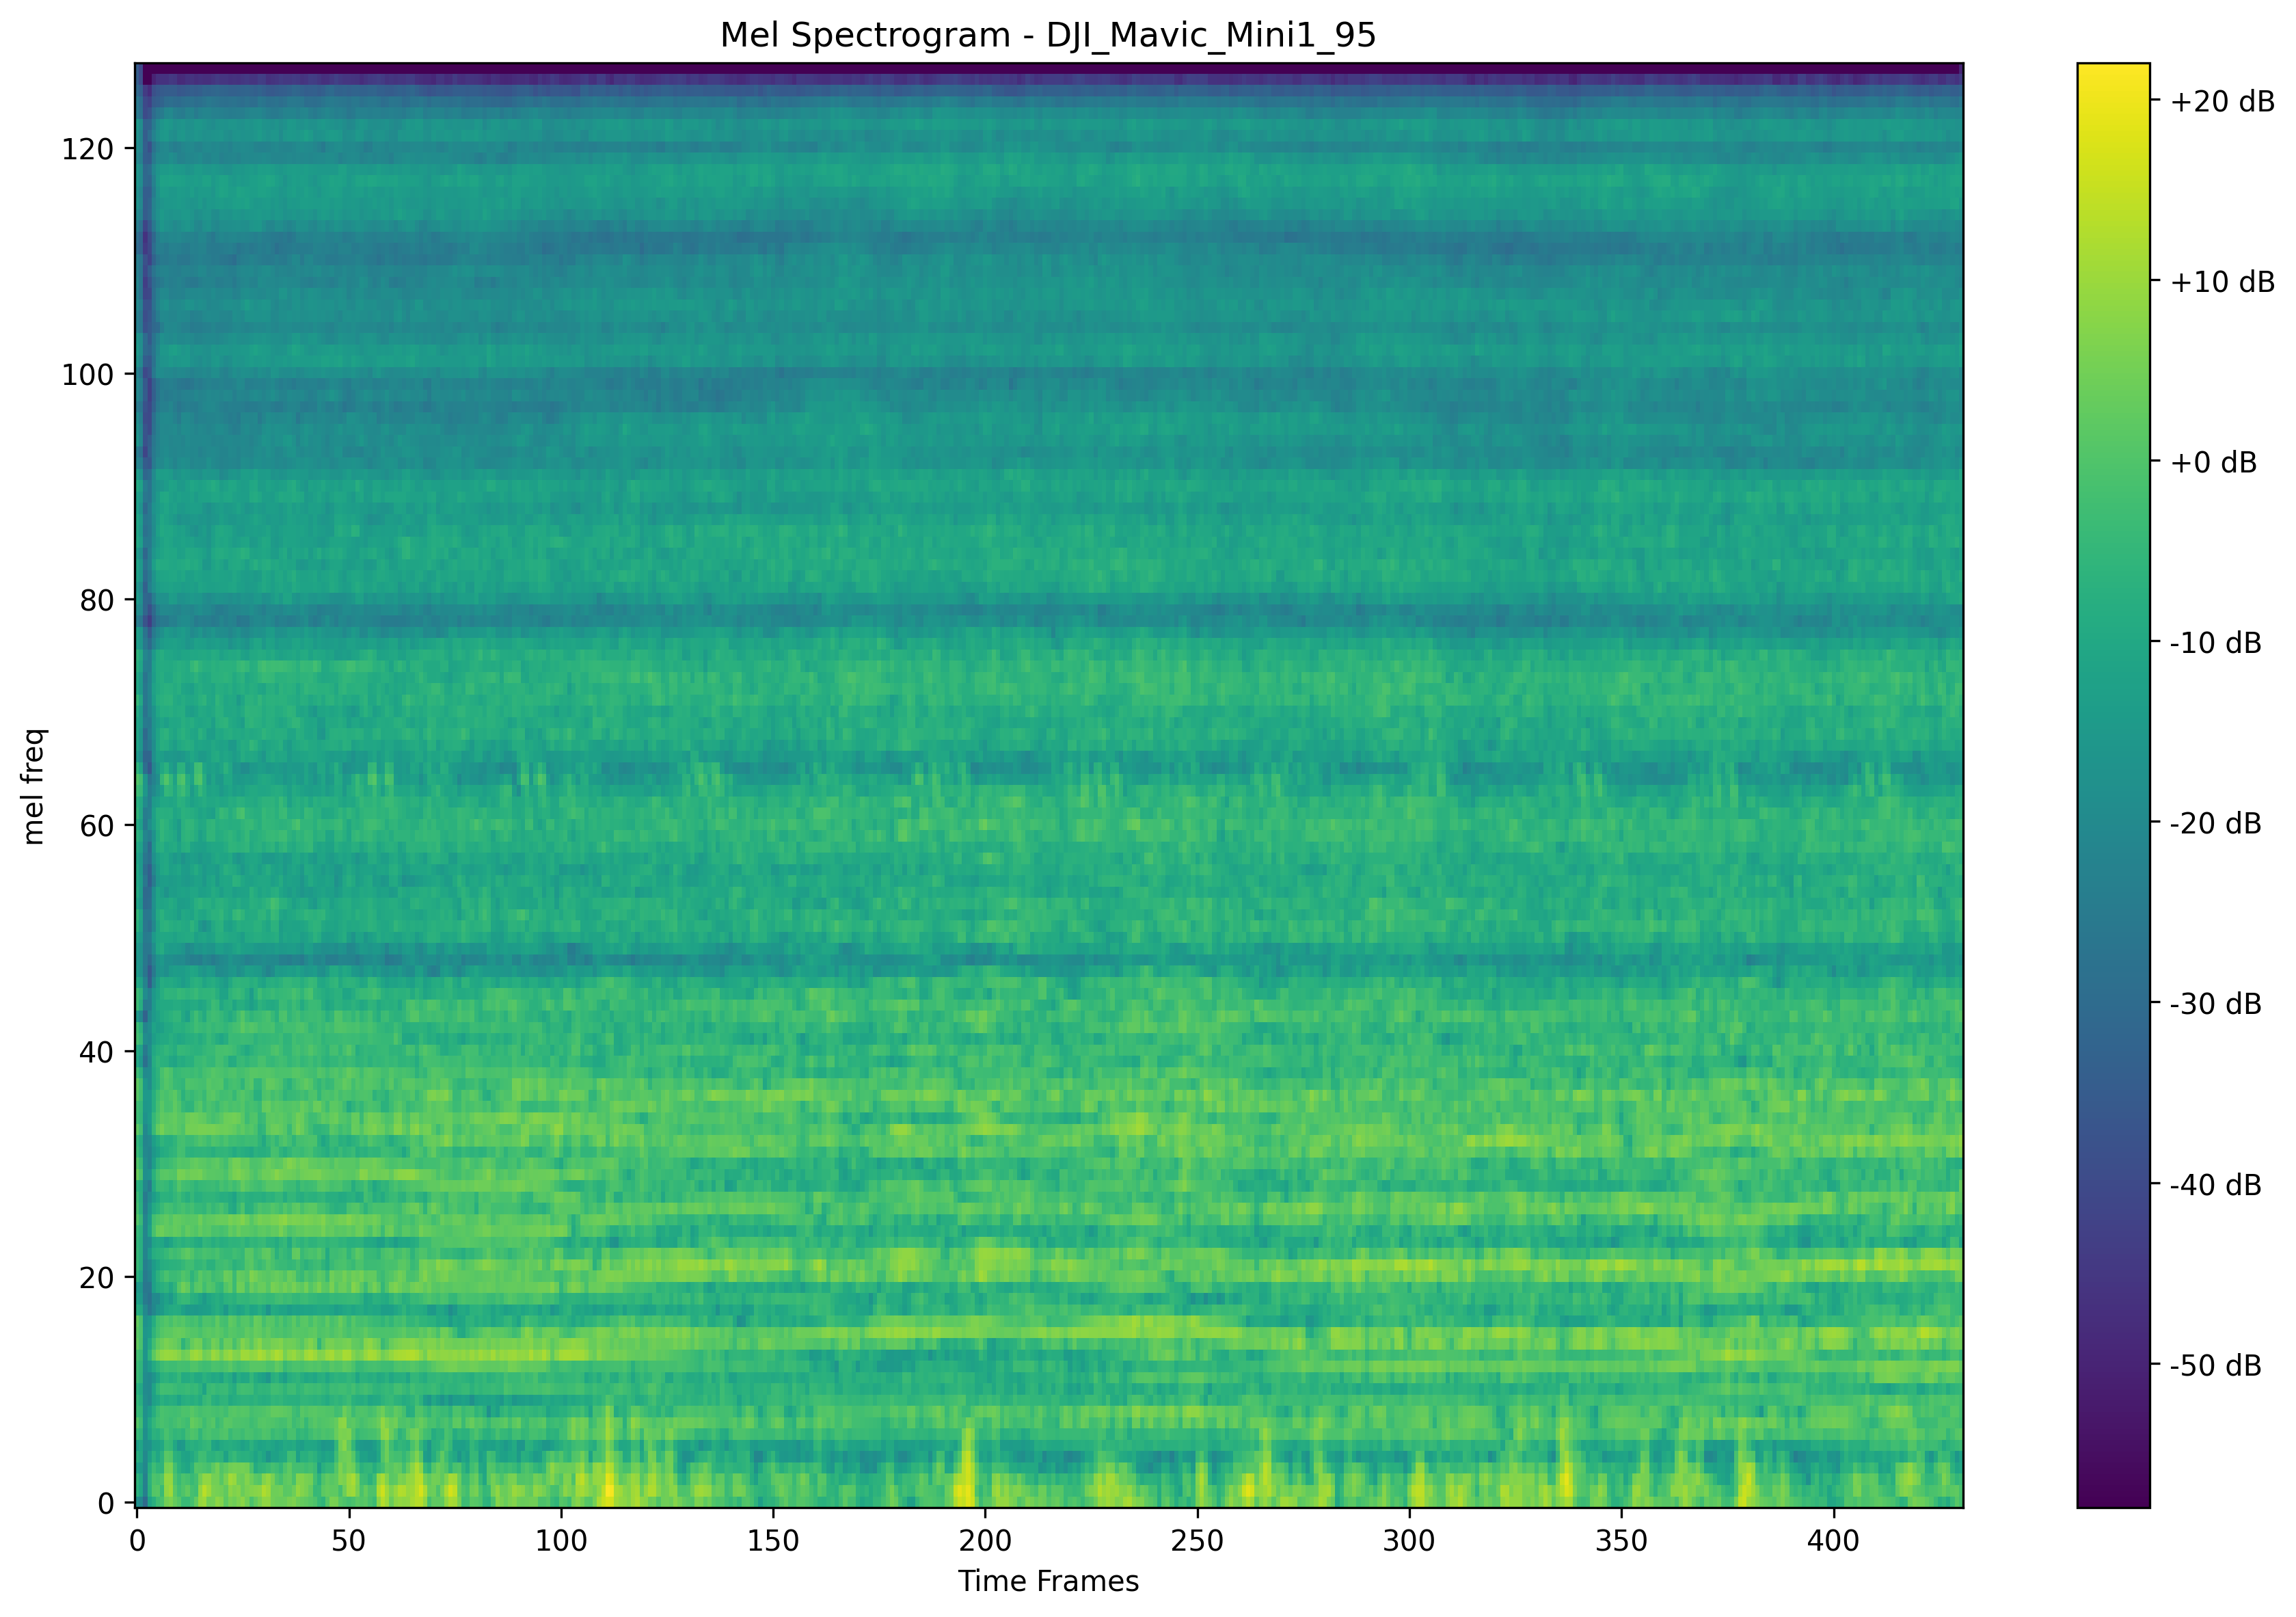 Mel Spectrogram - DJI_Mavic_Mini1_95
mel freq
120
100
80
60
40
20
0
0 50 100 150 200 250 300 350 400
Time Frames
+20 dB
+10 dB
+0 dB
-10 dB
-20 dB
-30 dB
-40 dB
-50 dB